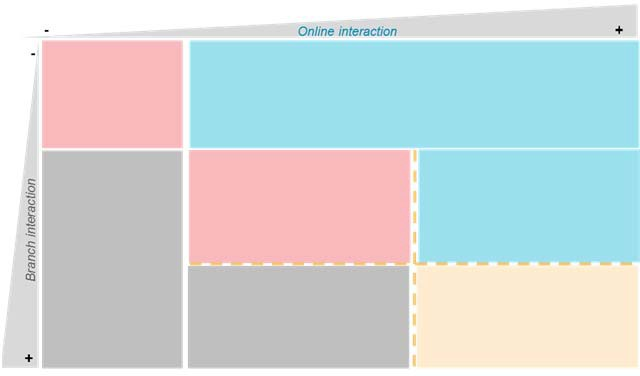 -
Online interaction
+
-
Branch interaction
+